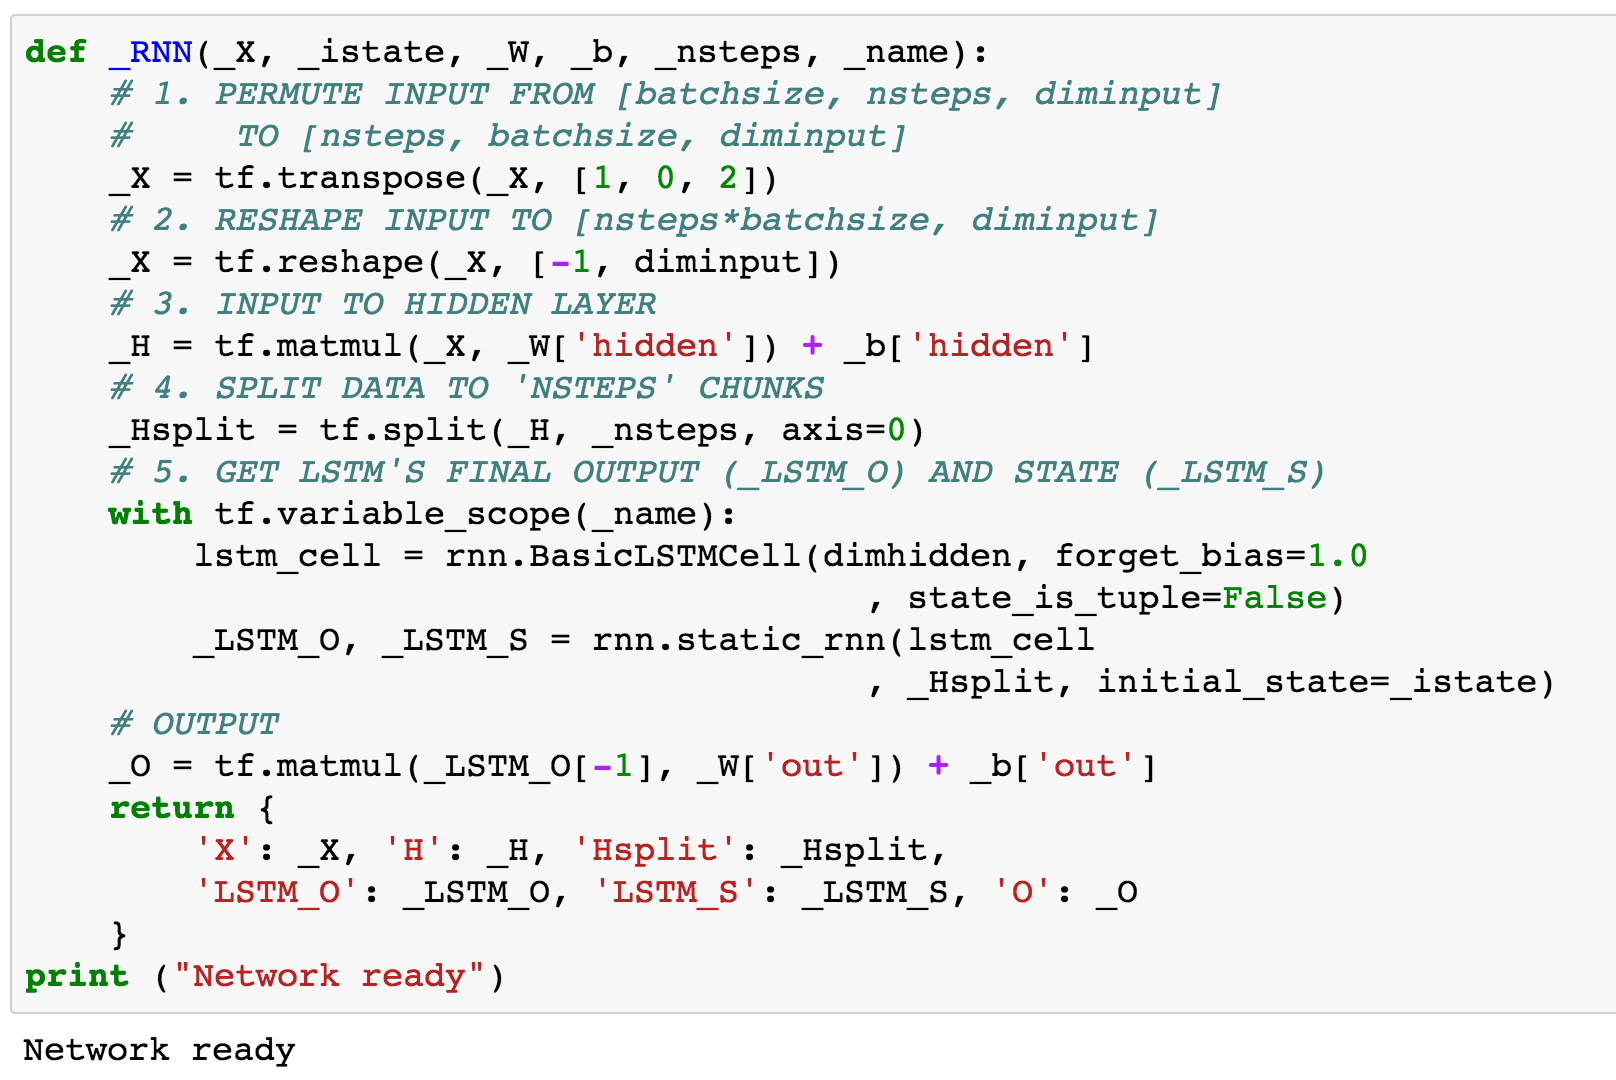 def _RNN(_X, _istate, _W, _b, _nsteps, _name):
    # 1. PERMUTE INPUT FROM [batchsize, nsteps, diminput]
    #     TO [nsteps, batchsize, diminput]
    _X = tf.transpose(_X, [1, 0, 2])
    # 2. RESHAPE INPUT TO [nsteps*batchsize, diminput]
    _X = tf.reshape(_X, [-1, diminput])
    # 3. INPUT TO HIDDEN LAYER
    _H = tf.matmul(_X, _W['hidden']) + _b['hidden']
    # 4. SPLIT DATA TO 'NSTEPS' CHUNKS
    _Hsplit = tf.split(_H, _nsteps, axis=0)
    # 5. GET LSTM'S FINAL OUTPUT (_LSTM_O) AND STATE (_LSTM_S)
    with tf.variable_scope(_name):
        lstm_cell = rnn.BasicLSTMCell(dimhidden, forget_bias=1.0
                                        , state_is_tuple=False)
        _LSTM_O, _LSTM_S = rnn.static_rnn(lstm_cell
                                        , _Hsplit, initial_state=_istate)
    # OUTPUT
    _O = tf.matmul(_LSTM_O[-1], _W['out']) + _b['out']
    return {
        'X': _X, 'H': _H, 'Hsplit': _Hsplit,
        'LSTM_O': _LSTM_O, 'LSTM_S': _LSTM_S, 'O': _O
    }
print ("Network ready")
Network ready